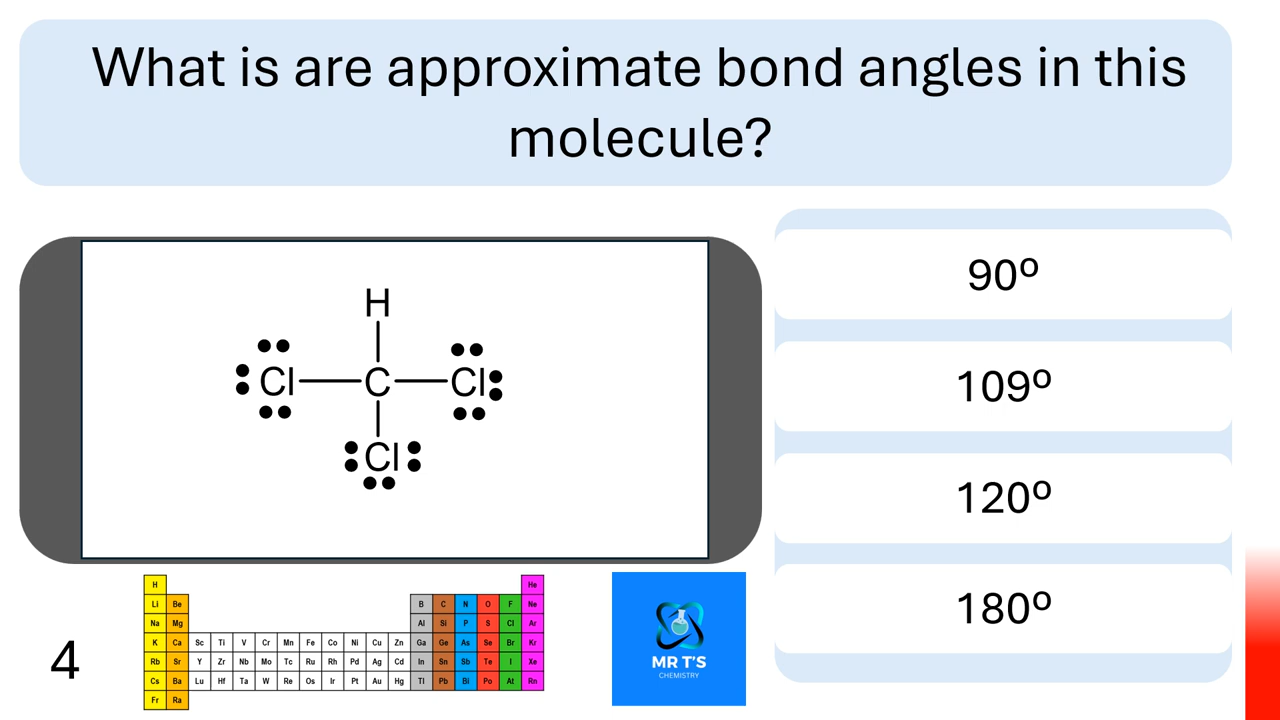 What is are approximate bond angles in this
molecule?
H
Cl C Cl
Cl
90º
109º
120º
180º
4
H He
Li Be B C N O F Ne
Na Mg Al Si P S Cl Ar
K Ca Sc Ti V Cr Mn Fe Co Ni Cu Zn Ga Ge As Se Br Kr
Rb Sr Y Zr Nb Mo Tc Ru Rh Pd Ag Cd In Sn Sb Te I Xe
Cs Ba Lu Hf Ta W Re Os Ir Pt Au Hg Tl Pb Bi Po At Rn
Fr Ra
MR T'S
CHEMISTRY